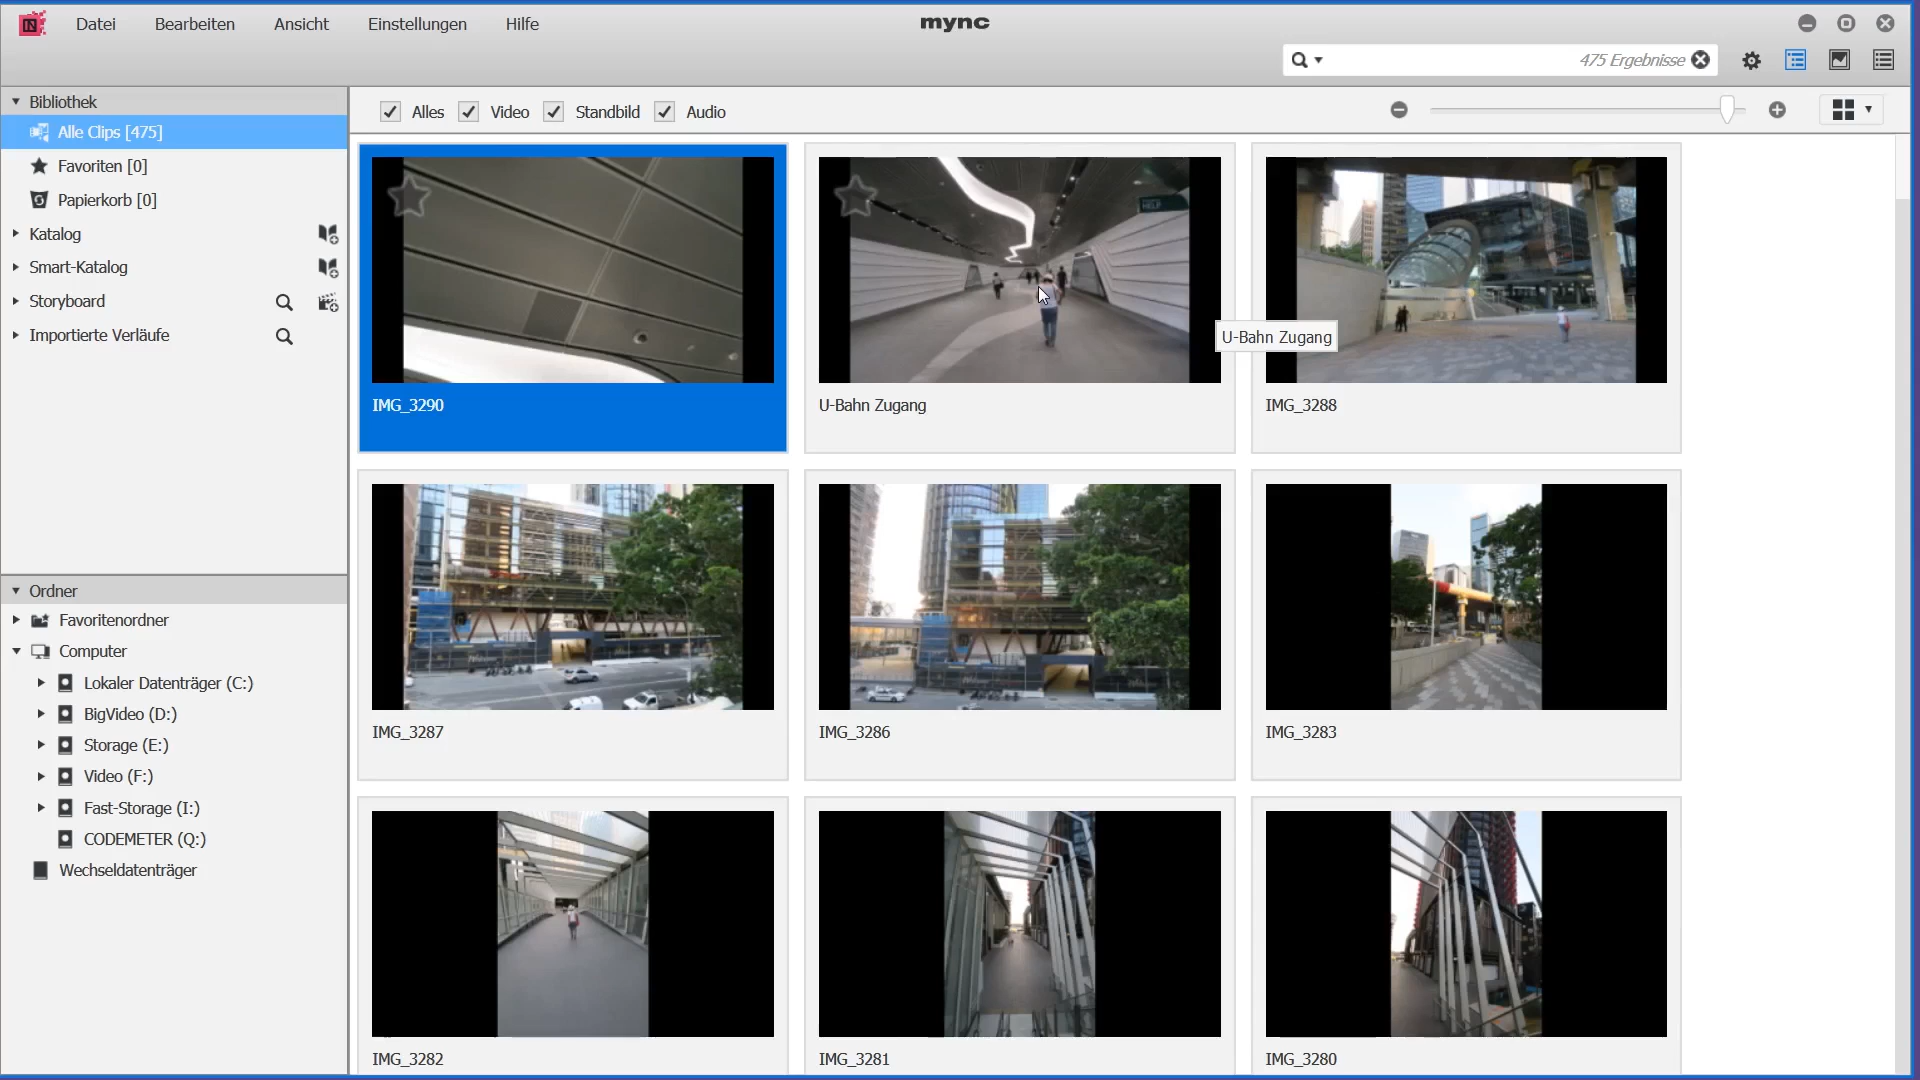 Datei Bearbeiten Ansicht Einstellungen Hilfe
mync
475 Ergebnisse
Bibliothek
Alle Clips [475]
Favoriten [0]
Papierkorb [0]
Katalog
Smart-Katalog
Storyboard
Importierte Verläufe
Ordner
Favoritenordner
Computer
Lokaler Datenträger (C:)
BigVideo (D:)
Storage (E:)
Video (F:)
Fast-Storage (I:)
CODEMETER (Q:)
Wechseldatenträger
Alles Video Standbild Audio
HELP
U-Bahn Zugang
IMG_3290 U-Bahn Zugang IMG_3288
IMG_3287 IMG_3286 IMG_3283
IMG_3282 IMG_3281 IMG_3280